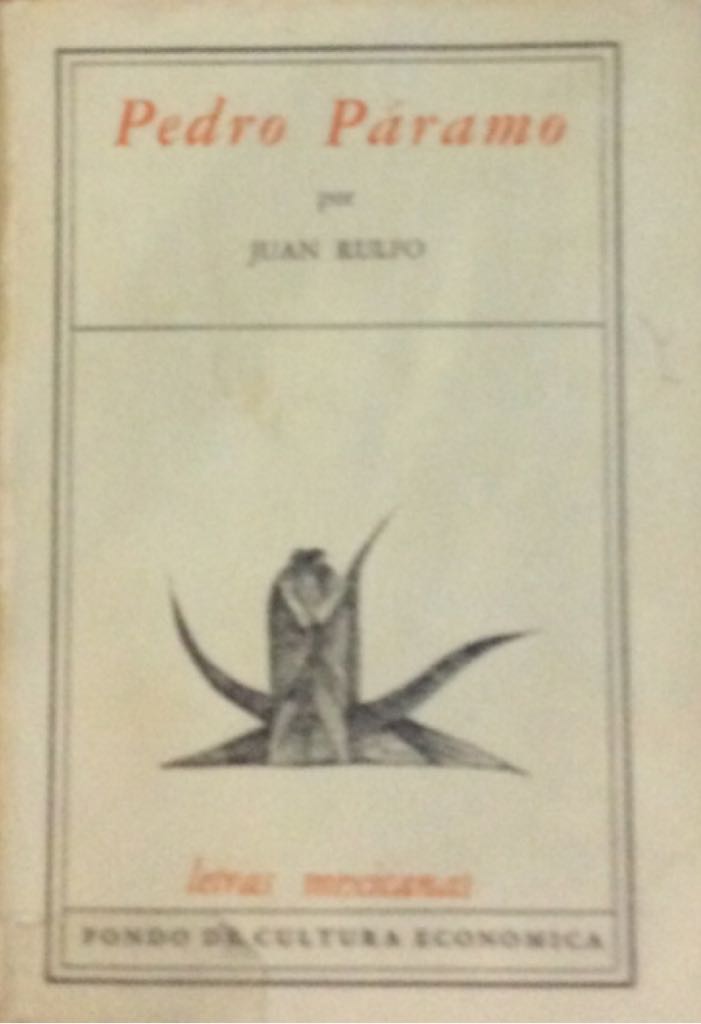 Pedro Páramo
por
JUAN RULFO
letras mexicanas
FONDO DE CULTURA ECONOMICA